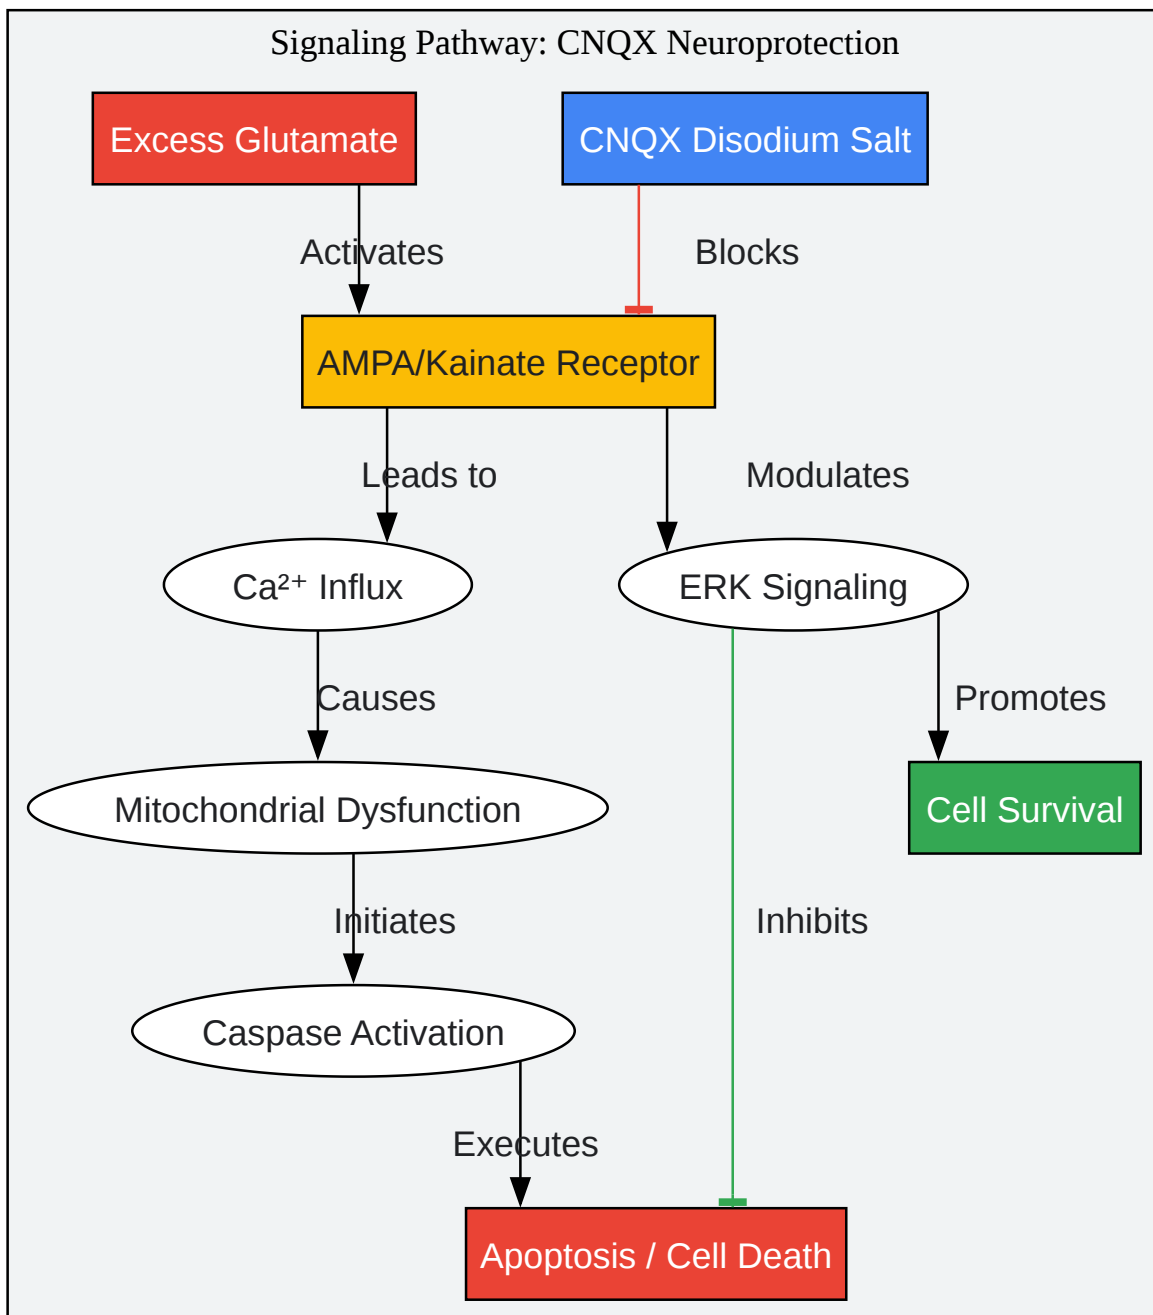 Signaling Pathway: CNQX Neuroprotection
Excess Glutamate
CNQX Disodium Salt
Activates
Blocks
AMPA/Kainate Receptor
Leads to
Modulates
Ca²⁺ Influx
ERK Signaling
Causes
Promotes
Mitochondrial Dysfunction
Cell Survival
Initiates
Inhibits
Caspase Activation
Executes
Apoptosis / Cell Death